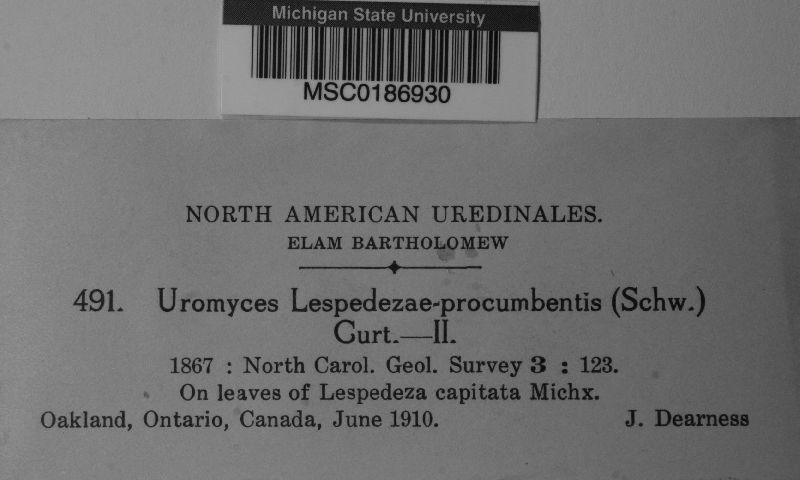 Michigan State University
MSC0186930
NORTH AMERICAN UREDINALES.
ELAM BARTHOLOMEW
491. Uromyces Lespedezae-procumbentis (Schw.)
Curt.—II.
1867 : North Carol. Geol. Survey 3 : 123.
On leaves of Lespedeza capitata Michx.
Oakland, Ontario, Canada, June 1910. J. Dearness